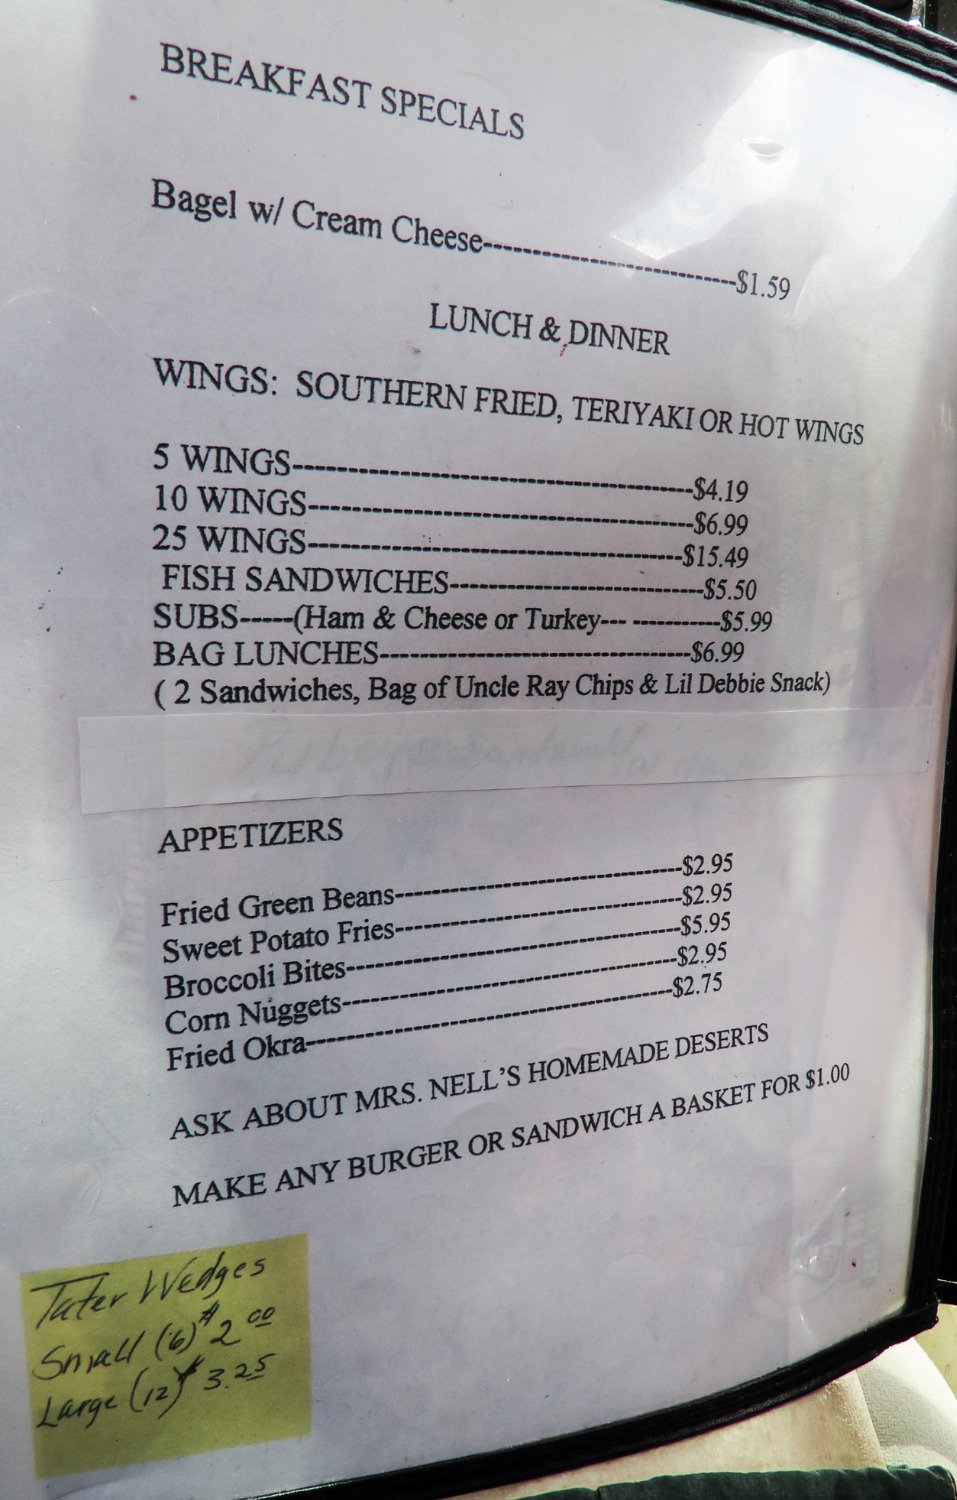 BREAKFAST SPECIALS
Bagel w/ Cream Cheese--------------------------$1.59
LUNCH & DINNER
WINGS: SOUTHERN FRIED, TERIYAKI OR HOT WINGS
5 WINGS-------------------------------------------$4.19
10 WINGS-----------------------------------------$6.99
25 WINGS----------------------------------------$15.49
FISH SANDWICHES---------------------------$5.50
SUBS-----(Ham & Cheese or Turkey--- ----------$5.99
BAG LUNCHES---------------------------------$6.99
( 2 Sandwiches, Bag of Uncle Ray Chips & Lil Debbie Snack)
APPETIZERS
Fried Green Beans-------------------------------$2.95
Sweet Potato Fries-------------------------------$2.95
Broccoli Bites-------------------------------------$5.95
Corn Nuggets-------------------------------------$2.95
Fried Okra-----------------------------------------$2.75
ASK ABOUT MRS. NELL'S HOMEMADE DESERTS
MAKE ANY BURGER OR SANDWICH A BASKET FOR $1.00
Tater Wedges
Small (6) $2 00
Large (12) $3.25